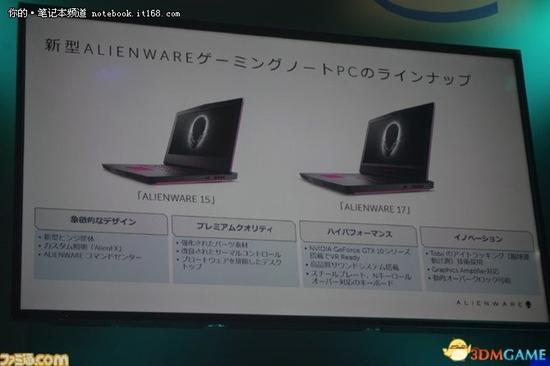 你的·笔记本频道 notebook.it168.com
新型ALIENWAREゲーミングノートPCのラインナップ
「ALIENWARE 15」
「ALIENWARE 17」
象徴的なデザイン
・新型ヒンジ筐体
・カスタム照明「AlienFX」
・ALIENWARE コマンドセンター
プレミアムクオリティ
・強化されたパーツ素材
・改良されたサーマルコントロール
・ブロートウェアを排除したデスク
トップ
ハイパフォーマンス
・NVIDIA GeForce GTX 10シリーズ
搭載でVR Ready
・高品質サウンドシステム搭載
・スチールプレート、Nキーロール
オーバー対応のキーボード
イノベーション
・Tobii のアイトラッキング
技術採用
・Graphics Amplifier対応
・動的オーバークロック可能
ALIENWARE
ファミ通.com
3DMGAME